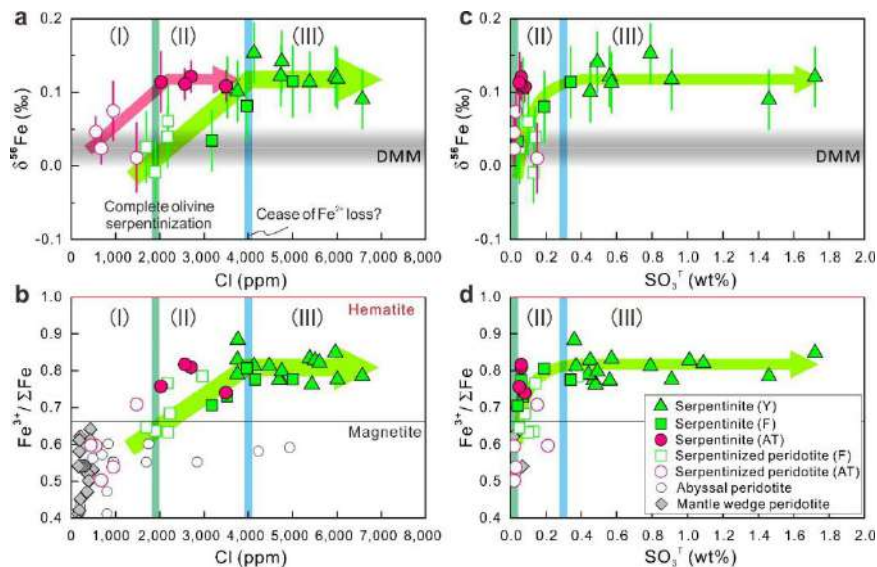 a
(I)
(II)
(III)
0.2
0.1
0.0
-0.1
δ⁵⁶Fe (‰)
DMM
Complete olivine
serpentinization
Cease of Fe²⁺ loss?
0
1,000
2,000
3,000
4,000
5,000
6,000
7,000
Cl (ppm)
c
(II)
(III)
0.2
0.1
0.0
-0.1
δ⁵⁶Fe (‰)
DMM
0.0
0.2
0.4
0.6
0.8
1.0
1.2
1.4
1.6
1.8
SO₃ᵀ (wt%)
b
(I)
(II)
(III)
Hematite
1.0
0.9
0.8
0.7
0.6
0.5
0.4
Fe³⁺/ ΣFe
Magnetite
0
1,000
2,000
3,000
4,000
5,000
6,000
7,000
Cl (ppm)
d
(II)
(III)
1.0
0.9
0.8
0.7
0.6
0.5
0.4
Fe³⁺/ ΣFe
Serpentinite (Y)
Serpentinite (F)
Serpentinite (AT)
Serpentinized peridotite (F)
Serpentinized peridotite (AT)
Abyssal peridotite
Mantle wedge peridotite
0.0
0.2
0.4
0.6
0.8
1.0
1.2
1.4
1.6
1.8
SO₃ᵀ (wt%)